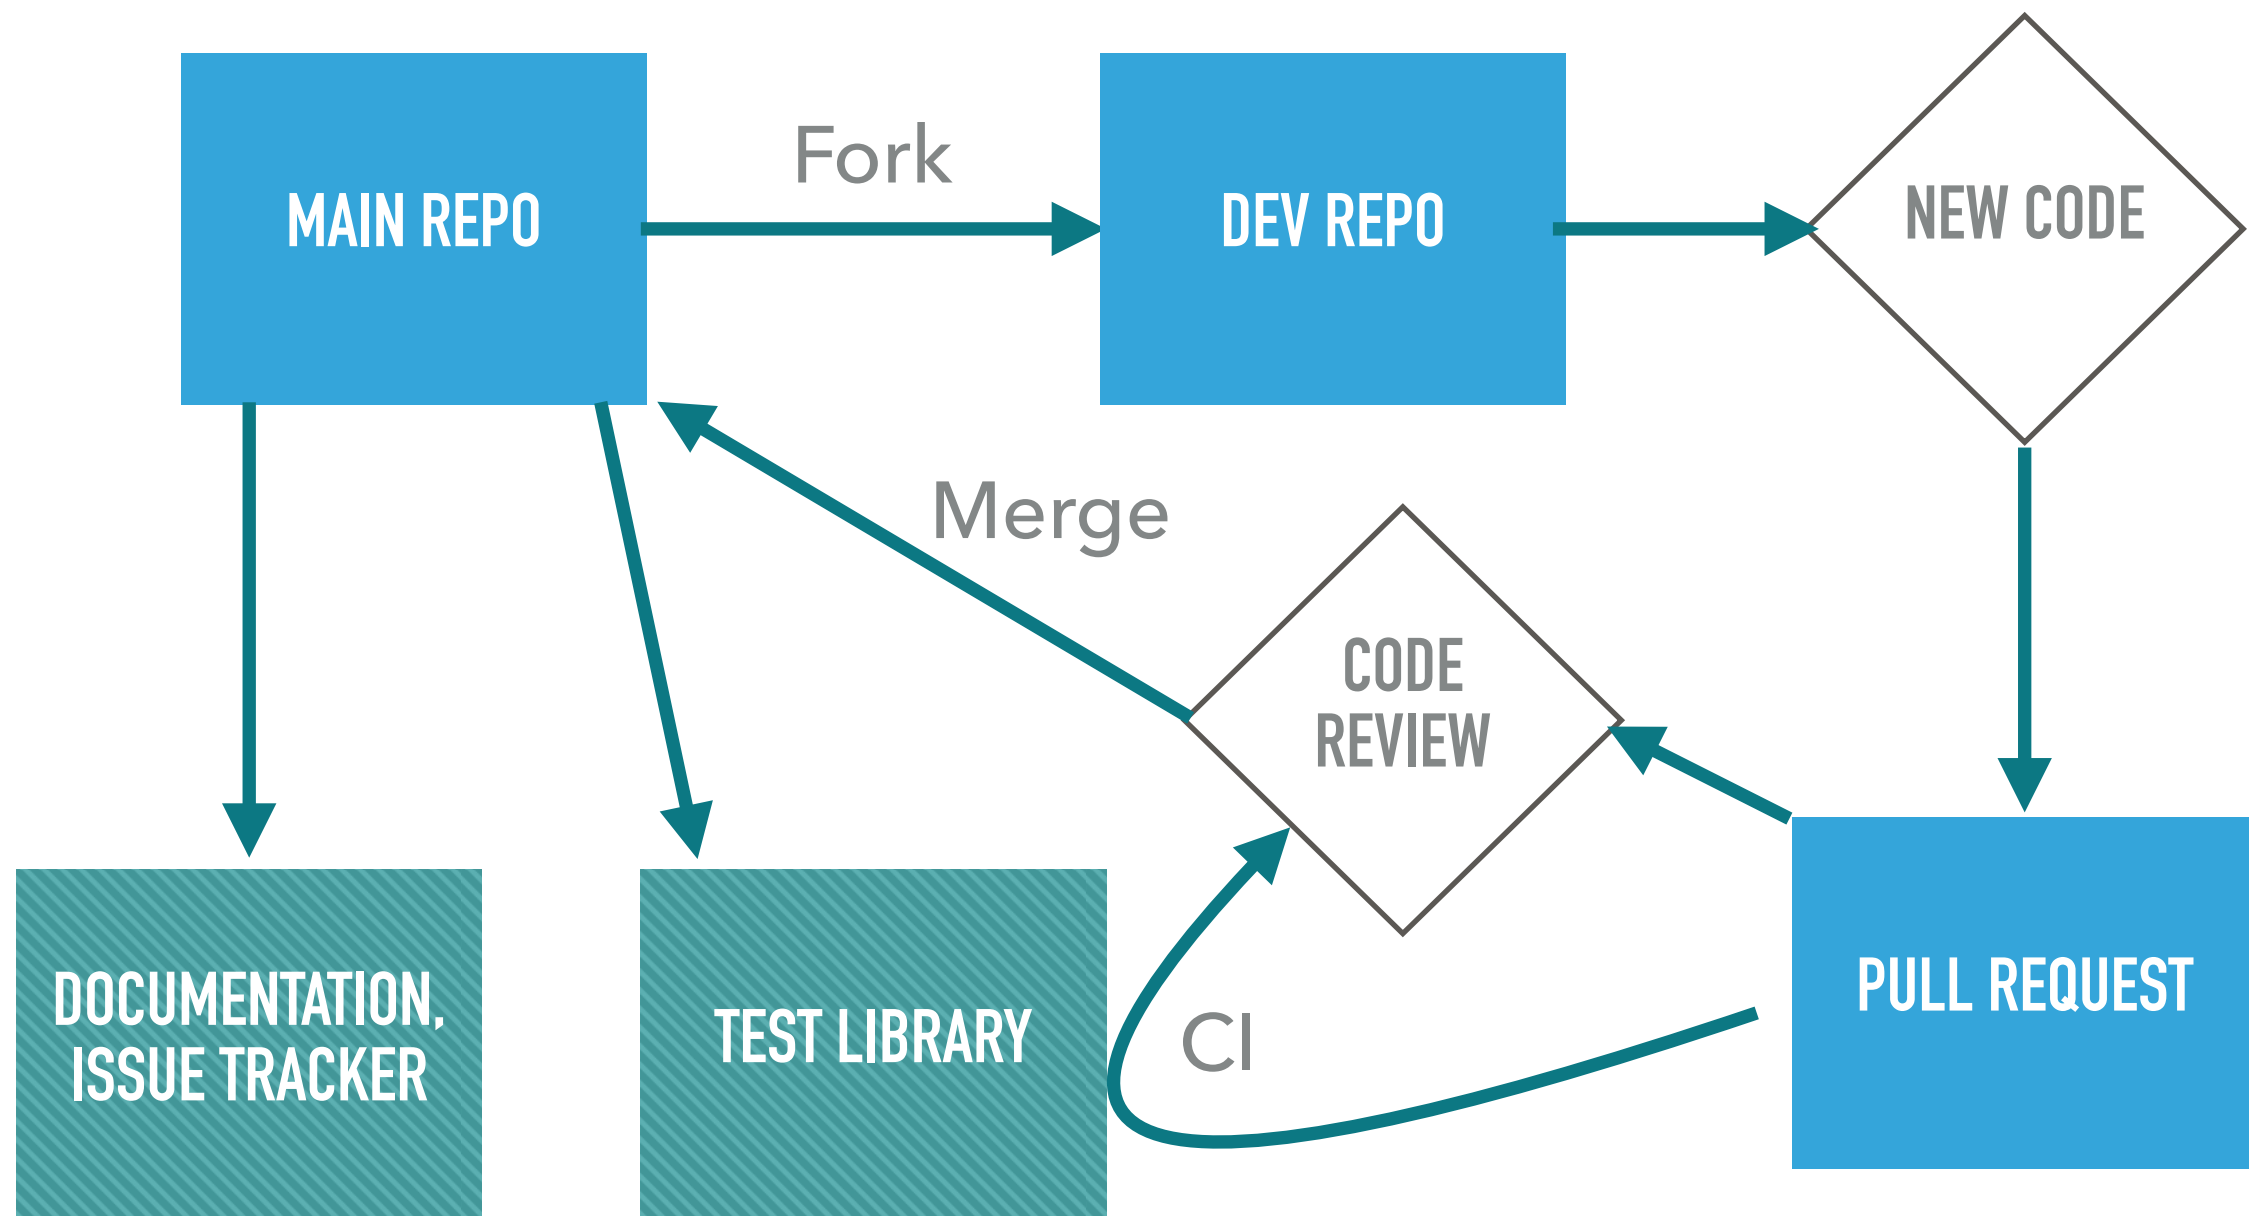 MAIN REPO
Fork
DEV REPO
NEW CODE
Merge
CODE
REVIEW
DOCUMENTATION,
ISSUE TRACKER
TEST LIBRARY
CI
PULL REQUEST